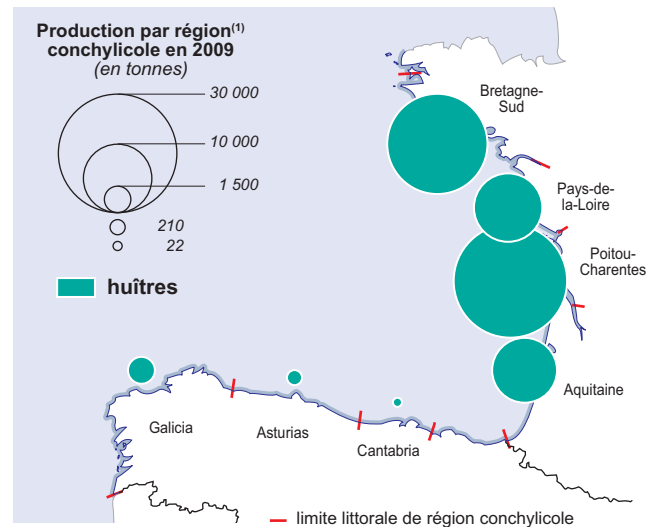 Production par région(1)
conchylicole en 2009
(en tonnes)
30 000
10 000
1 500
210
22
huîtres
Bretagne-
Sud
Pays-de-
la-Loire
Poitou-
Charentes
Aquitaine
Galicia
Asturias
Cantabria
limite littorale de région conchylicole